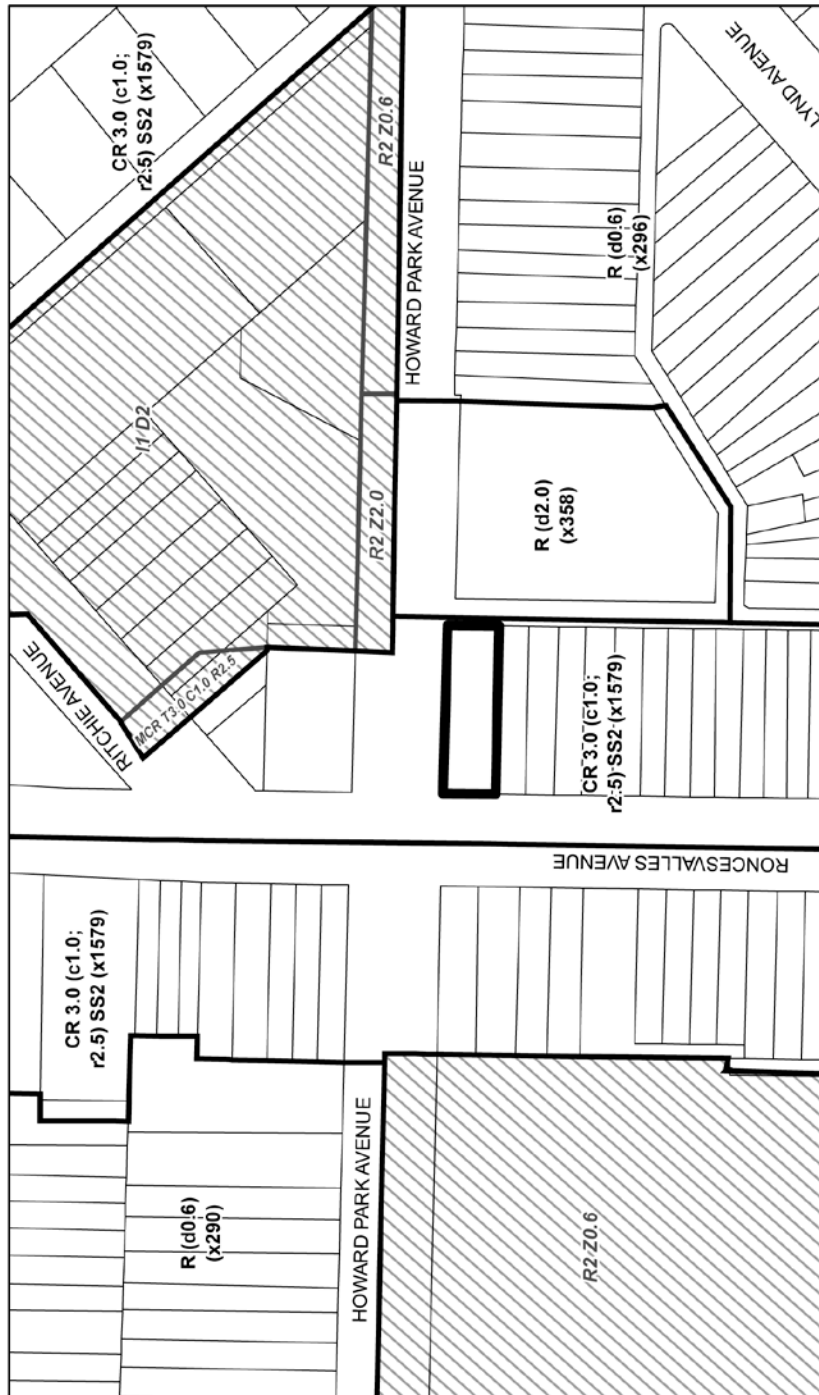 CR 3.0 (c1.0;
r2.5) SS2 (x1579)
LYND AVENUE
R2 Z0.6
HOWARD PARK AVENUE
R (d0.6)
(x296)
I1 D2
R2 Z2.0
R (d2.0)
(x358)
RITCHIE AVENUE
MCR T3.0 C1.0 R2.5
CR 3.0 (c1.0;
r2.5) SS2 (x1579)
RONCESVALLES AVENUE
CR 3.0 (c1.0;
r2.5) SS2 (x1579)
HOWARD PARK AVENUE
R (d0.6)
(x290)
R2 Z0.6